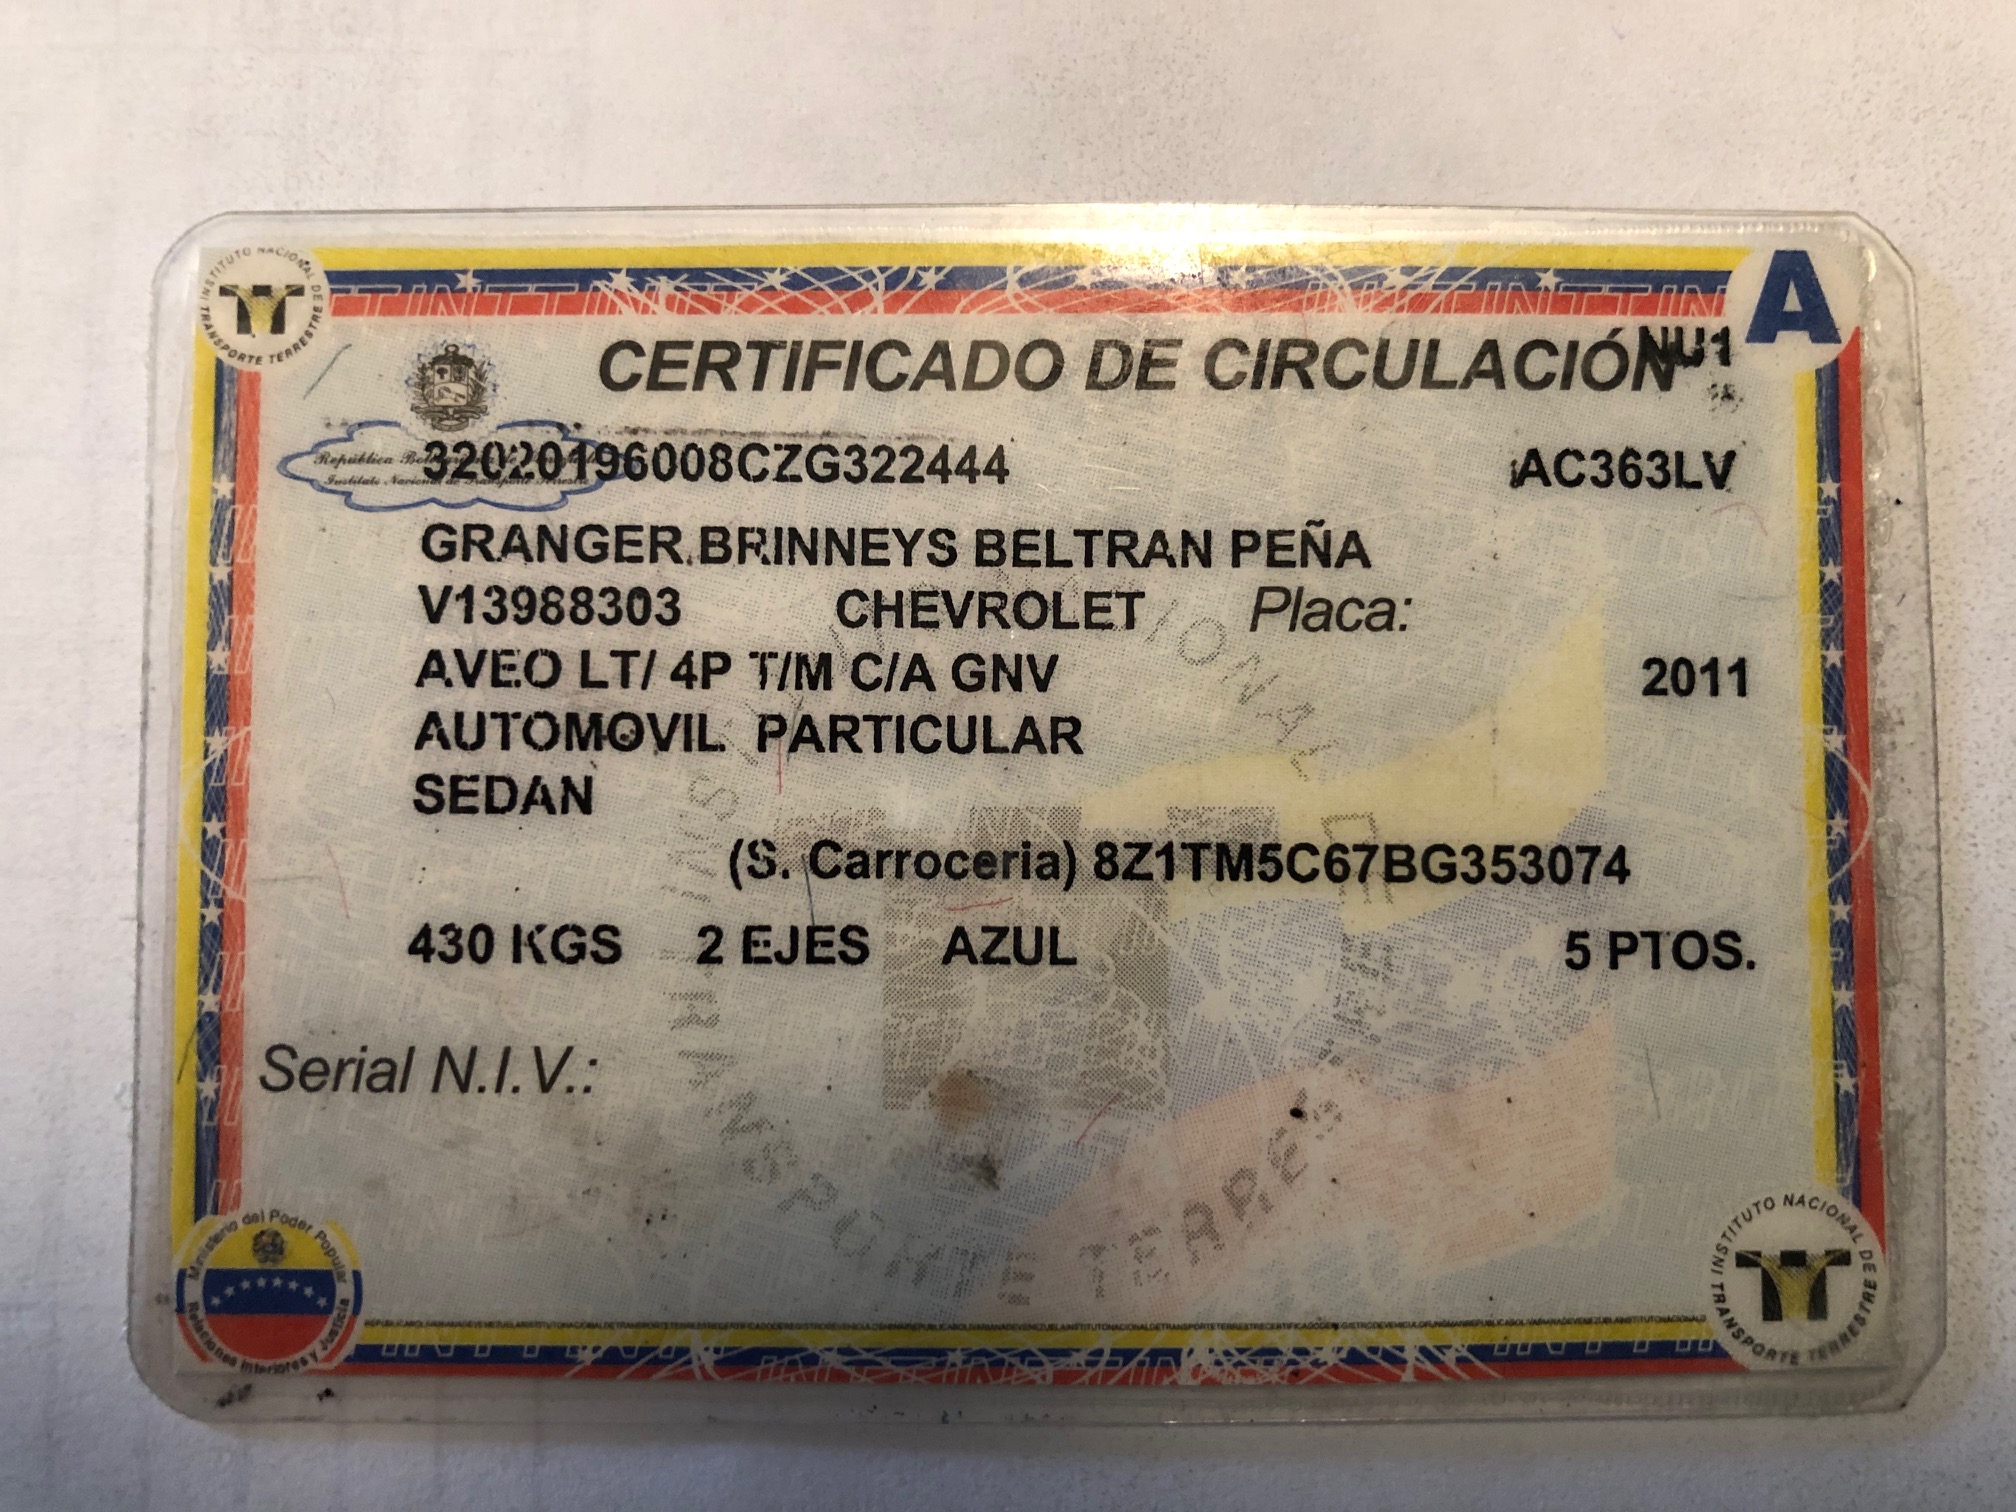 CERTIFICADO DE CIRCULACIÓN
A
32020196008CZG322444 AC363LV
GRANGER BRINNEYS BELTRAN PEÑA
V13988303 CHEVROLET Placa:
AVEO LT/ 4P T/M C/A GNV 2011
AUTOMOVIL PARTICULAR
SEDAN
(S. Carroceria) 8Z1TM5C67BG353074
430 KGS 2 EJES AZUL 5 PTOS.
Serial N.I.V.:
INSTITUTO NACIONAL DE TRANSPORTE TERRESTRE
Ministerio del Poder Popular
Relaciones Interiores y Justicia
INSTITUTO NACIONAL DE TRANSPORTE TERRESTRE